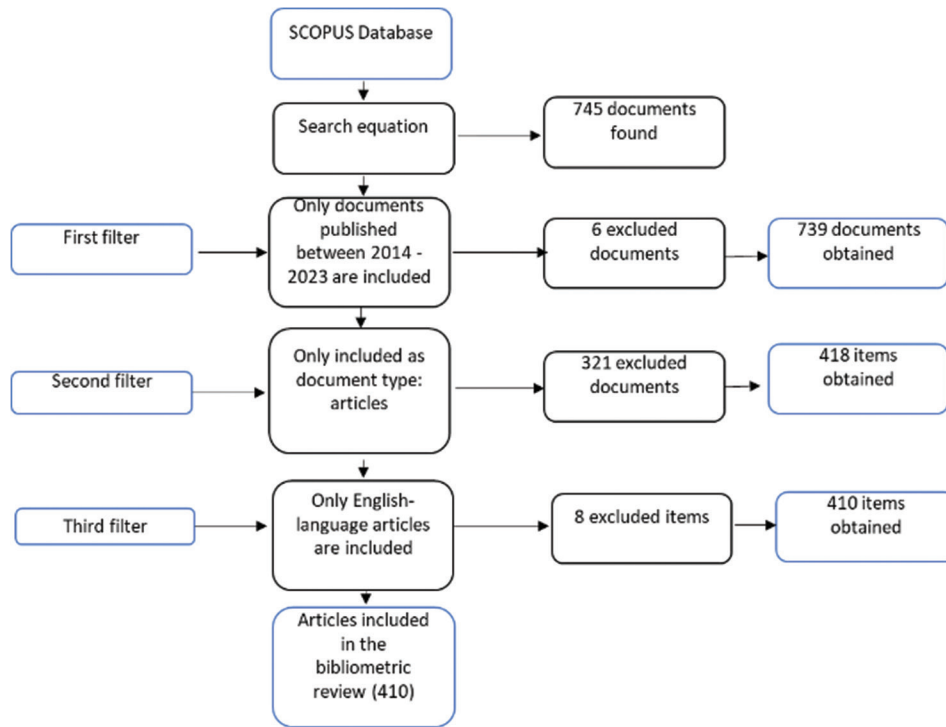 SCOPUS Database
Search equation
745 documents
found
First filter
Only documents
published
between 2014 -
2023 are included
6 excluded
documents
739 documents
obtained
Second filter
Only included as
document type:
articles
321 excluded
documents
418 items
obtained
Third filter
Only English-
language articles
are included
8 excluded items
410 items
obtained
Articles included
in the
bibliometric
review (410)